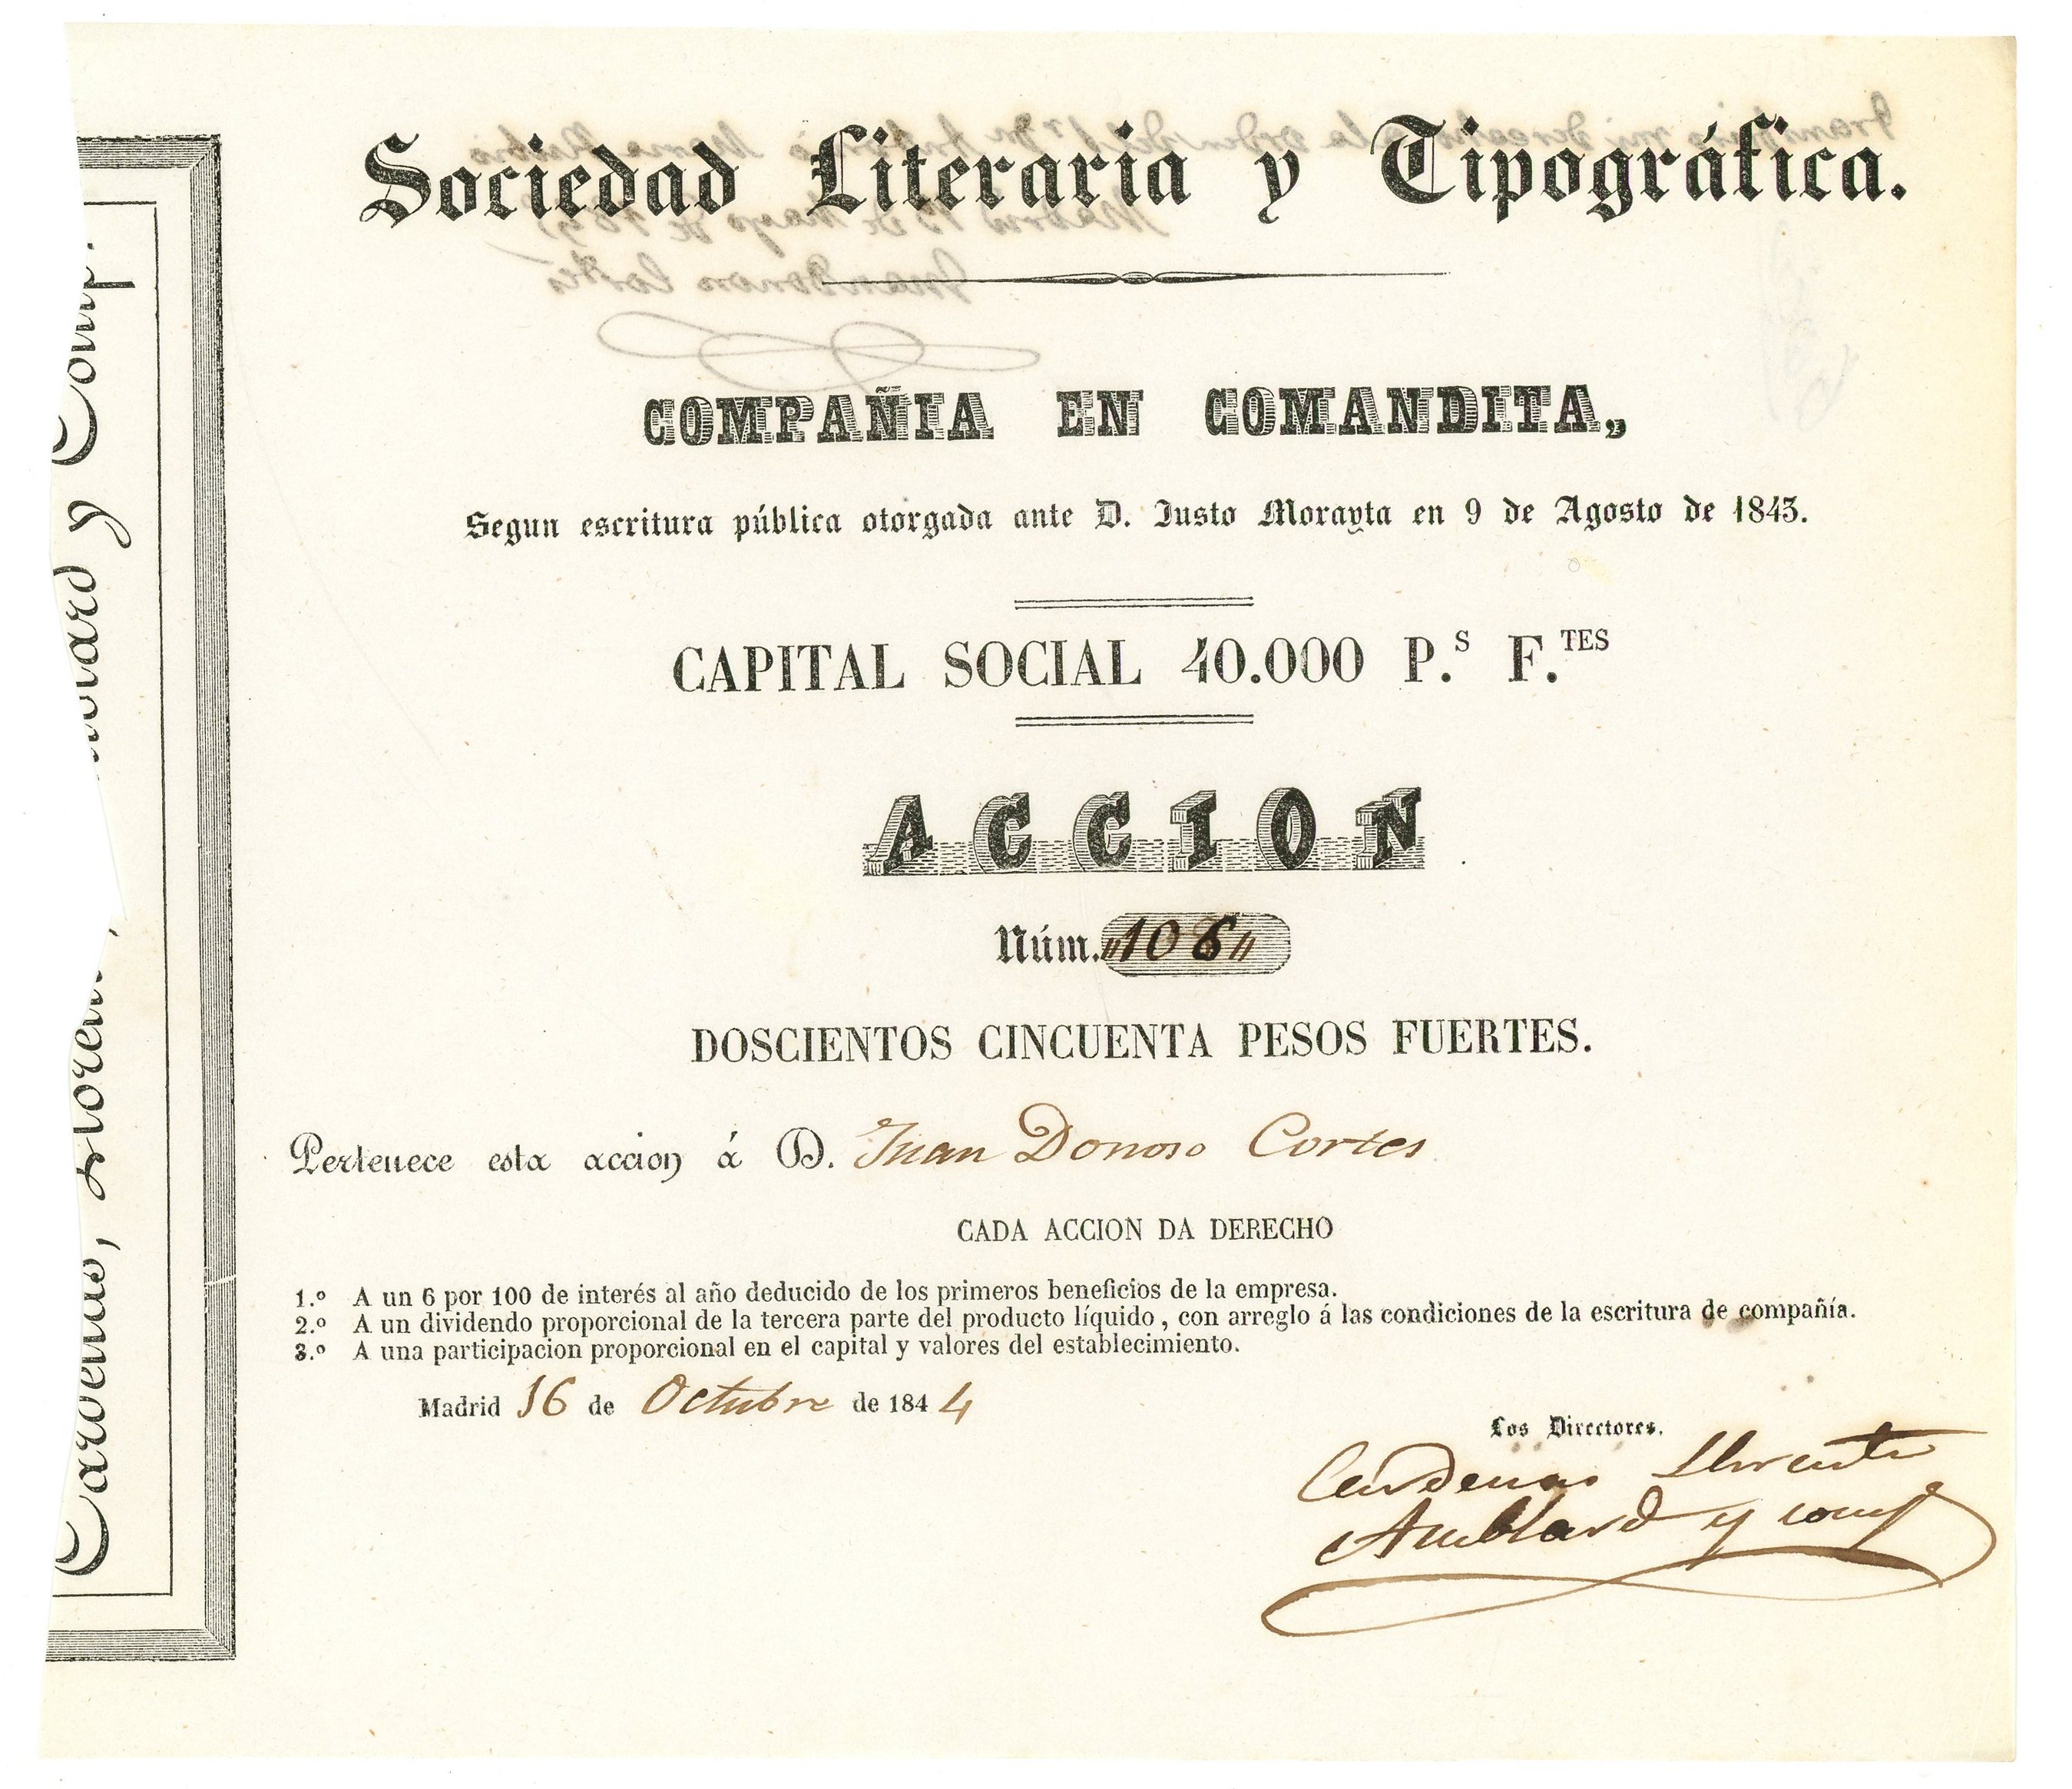 Sociedad Literaria y Tipográfica.
COMPAÑIA EN COMANDITA,
Segun escritura pública otorgada ante D. Justo Morayta en 9 de Agosto de 1843.
CAPITAL SOCIAL 40.000 P.S F.TES
ACCION
Núm. "106"
DOSCIENTOS CINCUENTA PESOS FUERTES.
Pertenece esta accion á D. Juan Donoso Cortes
CADA ACCION DA DERECHO
1.º A un 6 por 100 de interés al año deducido de los primeros beneficios de la empresa.
2.º A un dividendo proporcional de la tercera parte del producto líquido, con arreglo á las condiciones de la escritura de compañía.
3.º A una participacion proporcional en el capital y valores del establecimiento.
Madrid 16 de Octubre de 1844
Los Directores.
Cardenas Llorente
Amblard y comp
y Comp.